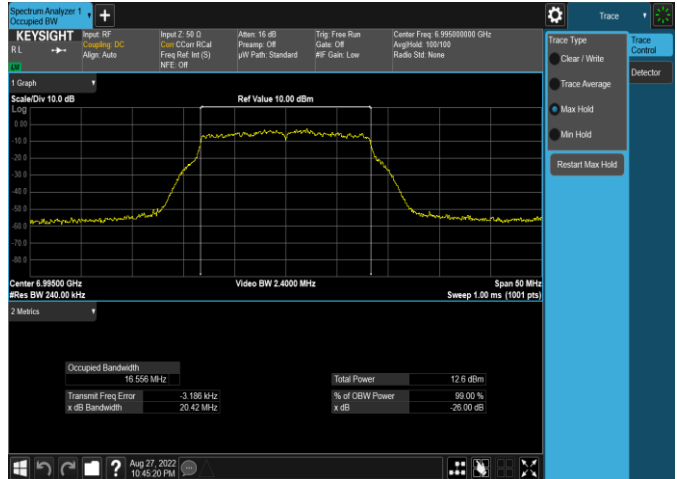 Spectrum Analyzer 1
Occupied BW
KEYSIGHT
R L
Input: RF
Coupling: DC
Align: Auto
Input Z: 50 Ω
Corr CCorr RCal
Freq Ref: Int (S)
NFE: Off
Atten: 16 dB
Preamp: Off
µW Path: Standard
Trig: Free Run
Gate: Off
#IF Gain: Low
Center Freq: 6.995000000 GHz
Avg|Hold: 100/100
Radio Std: None
1 Graph
Scale/Div 10.0 dB
Ref Value 10.00 dBm
Log
0.00
-10.0
-20.0
-30.0
-40.0
-50.0
-60.0
-70.0
-80.0
Center 6.99500 GHz
#Res BW 240.00 kHz
Video BW 2.4000 MHz
Span 50 MHz
Sweep 1.00 ms (1001 pts)
2 Metrics
Occupied Bandwidth
16.556 MHz
Transmit Freq Error -3.186 kHz
x dB Bandwidth 20.42 MHz
Total Power 12.6 dBm
% of OBW Power 99.00 %
x dB -26.00 dB
Aug 27, 2022
10:45:20 PM
Trace
Trace Type
Clear / Write
Trace Average
Max Hold
Min Hold
Restart Max Hold
Trace
Control
Detector